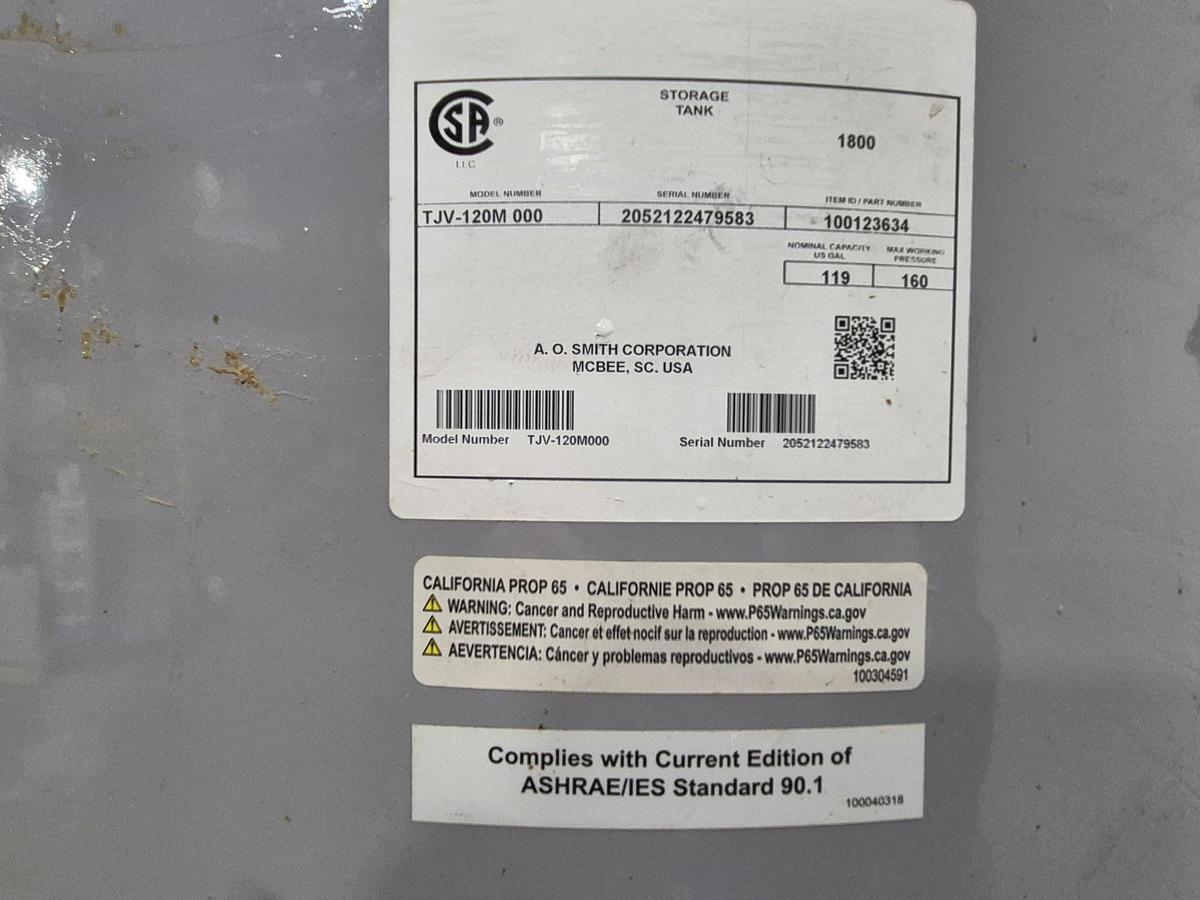 CSA®
LLC
STORAGE
TANK
1800
MODEL NUMBER SERIAL NUMBER ITEM ID / PART NUMBER
TJV-120M 000 2052122479583 100123634
NOMINAL CAPACITY
US GAL
MAX WORKING
PRESSURE
119 160
A. O. SMITH CORPORATION
MCBEE, SC. USA
Model Number TJV-120M000
Serial Number 2052122479583
CALIFORNIA PROP 65 • CALIFORNIE PROP 65 • PROP 65 DE CALIFORNIA
WARNING: Cancer and Reproductive Harm - www.P65Warnings.ca.gov
AVERTISSEMENT: Cancer et effet nocif sur la reproduction - www.P65Warnings.ca.gov
AEVERTENCIA: Cáncer y problemas reproductivos - www.P65Warnings.ca.gov
100304591
Complies with Current Edition of
ASHRAE/IES Standard 90.1
100040318